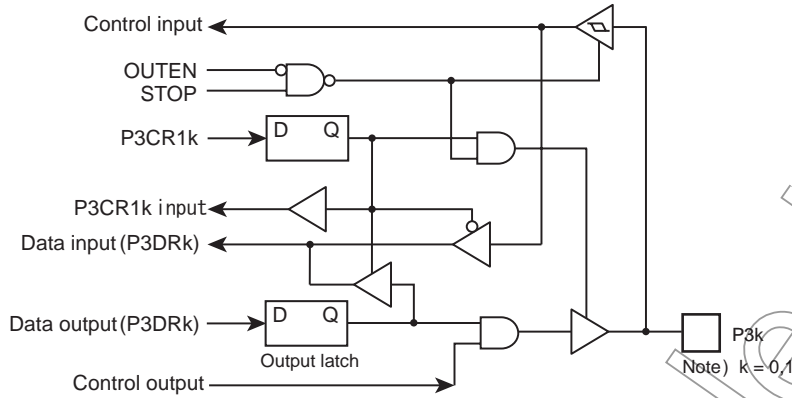 Control input
OUTEN
STOP
P3CR1k
D Q
P3CR1k input
Data input (P3DRk)
Data output (P3DRk)
D Q
Output latch
Control output
P3k
Note) k = 0,1